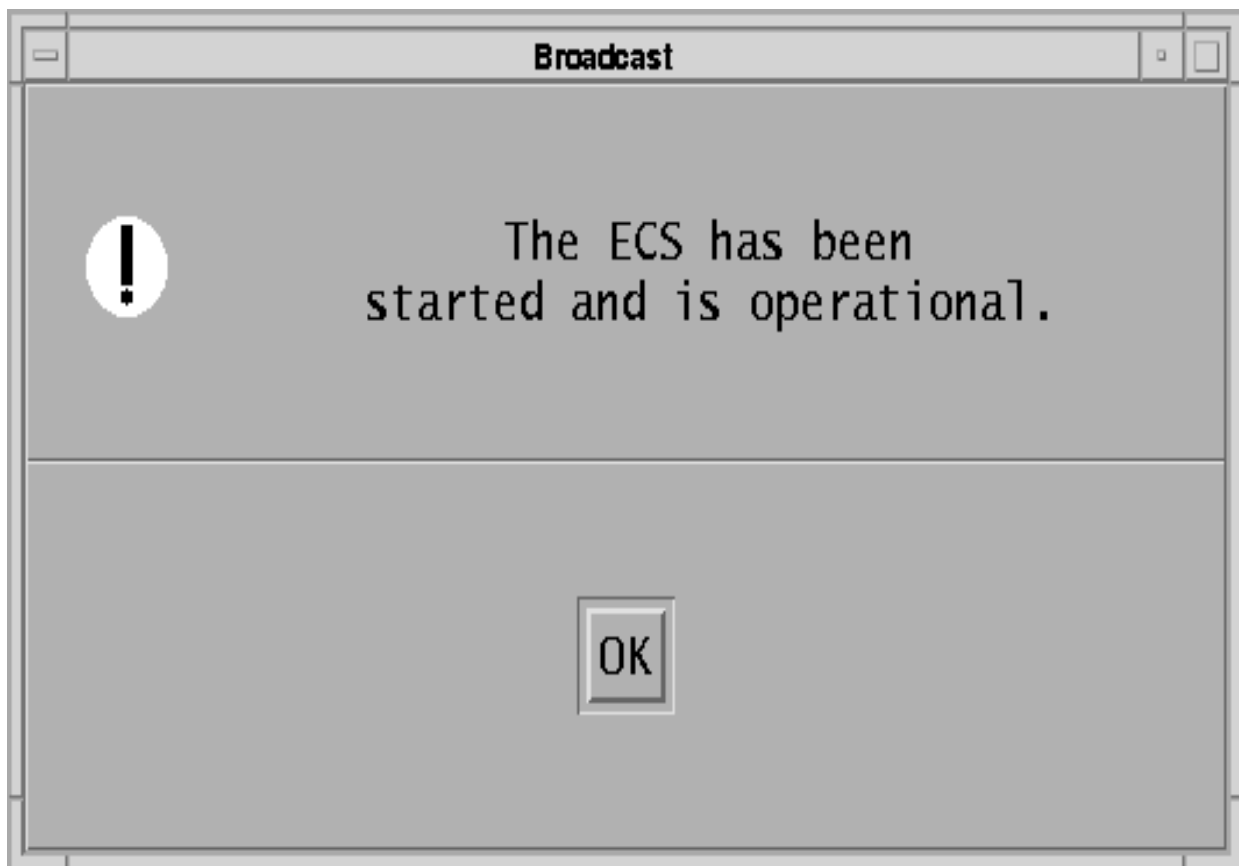 Broadcast
The ECS has been
started and is operational.
OK